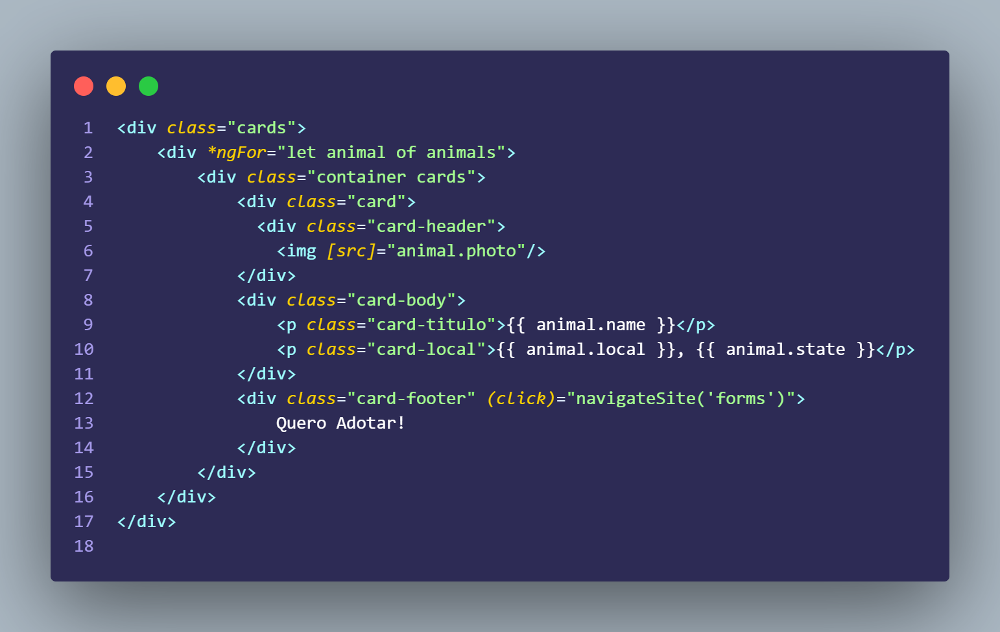 1 <div class="cards">
2     <div *ngFor="let animal of animals">
3         <div class="container cards">
4             <div class="card">
5               <div class="card-header">
6                 <img [src]="animal.photo"/>
7             </div>
8             <div class="card-body">
9                 <p class="card-titulo">{{ animal.name }}</p>
10                 <p class="card-local">{{ animal.local }}, {{ animal.state }}</p>
11             </div>
12             <div class="card-footer" (click)="navigateSite('forms')">
13                 Quero Adotar!
14             </div>
15         </div>
16     </div>
17 </div>
18